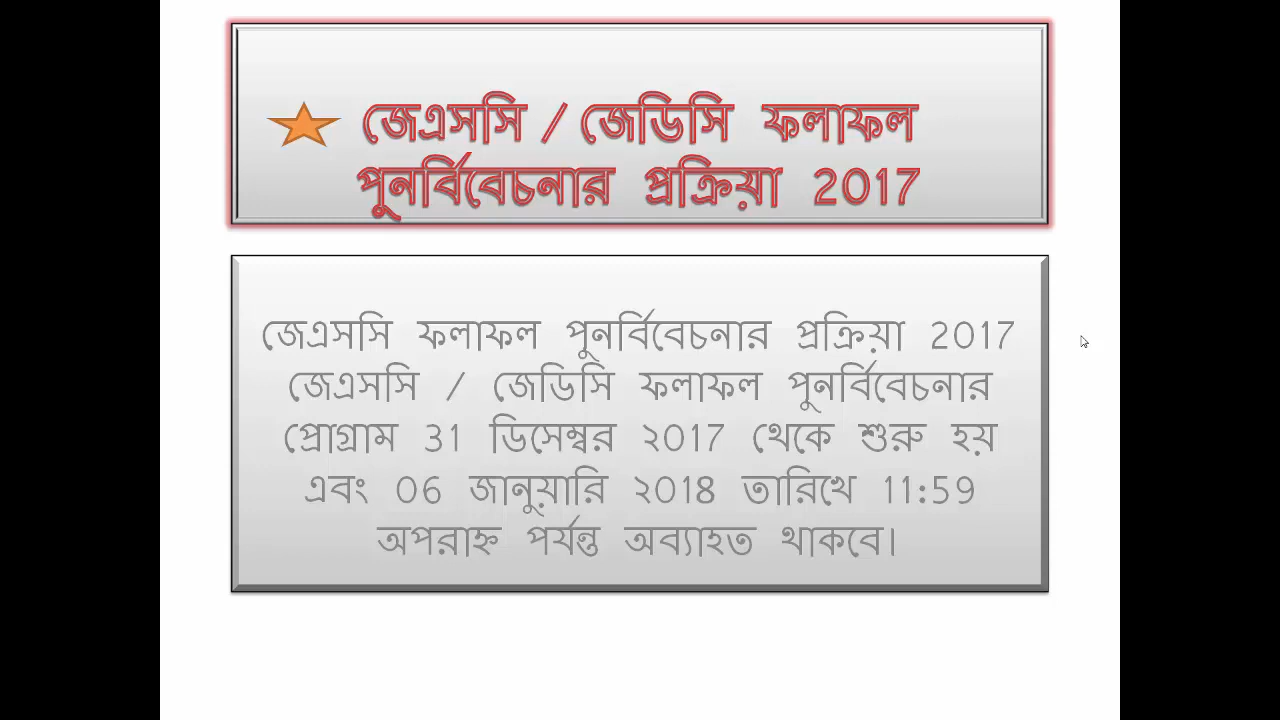 জেএসসি / জেডিসি ফলাফল
পুনর্বিবেচনার প্রক্রিয়া 2017
জেএসসি ফলাফল পুনর্বিবেচনার প্রক্রিয়া 2017
জেএসসি / জেডিসি ফলাফল পুনর্বিবেচনার
প্রোগ্রাম 31 ডিসেম্বর ২017 থেকে শুরু হয়
এবং 06 জানুয়ারি ২018 তারিখে 11:59
অপরাহ্ন পর্যন্ত অব্যাহত থাকবে।